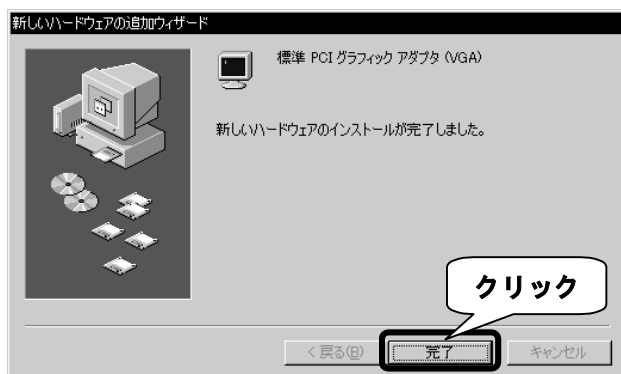 新しいハードウェアの追加ウィザード
標準 PCI グラフィック アダプタ (VGA)
新しいハードウェアのインストールが完了しました。
クリック
< 戻る(B)
完了
キャンセル